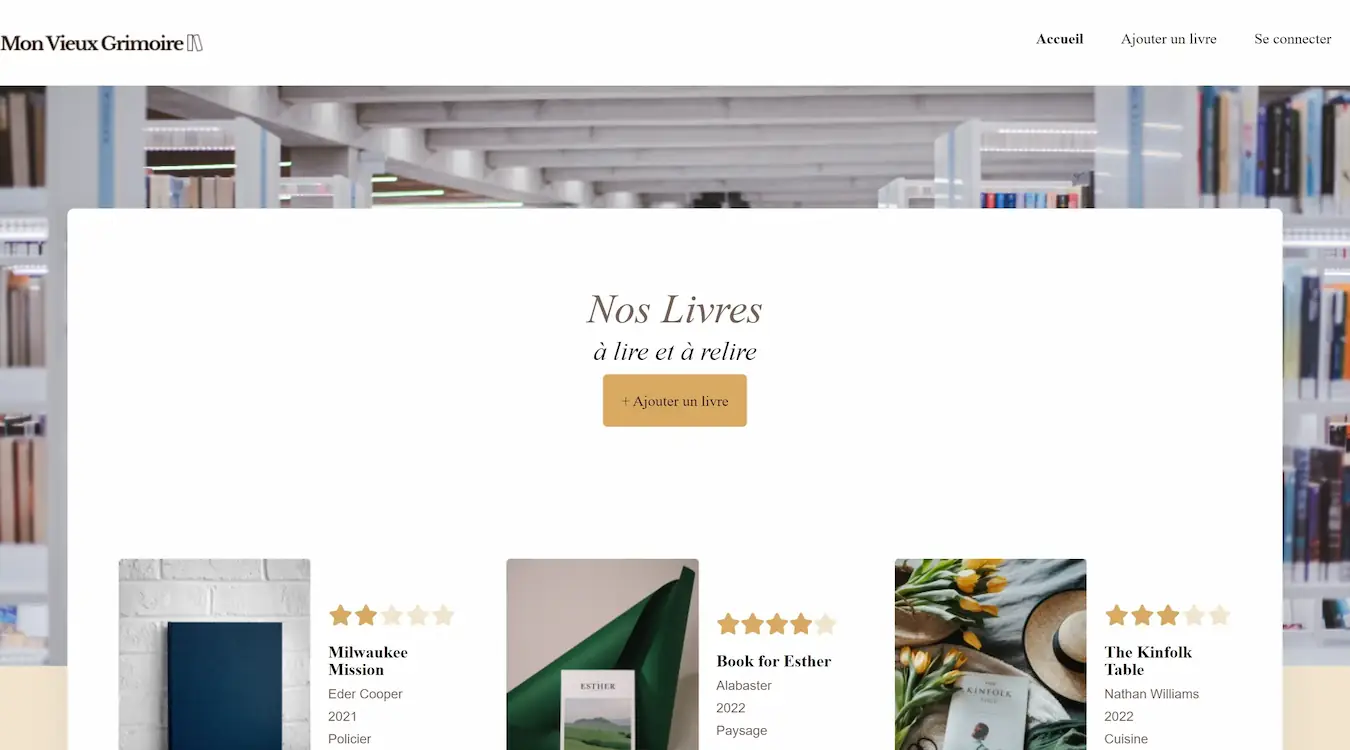 Mon Vieux Grimoire
Accueil
Ajouter un livre
Se connecter
Nos Livres
à lire et à relire
+ Ajouter un livre
Milwaukee
Mission
Eder Cooper
2021
Policier
ESTHER
Book for Esther
Alabaster
2022
Paysage
THE
KINFOLK
The Kinfolk
Table
Nathan Williams
2022
Cuisine